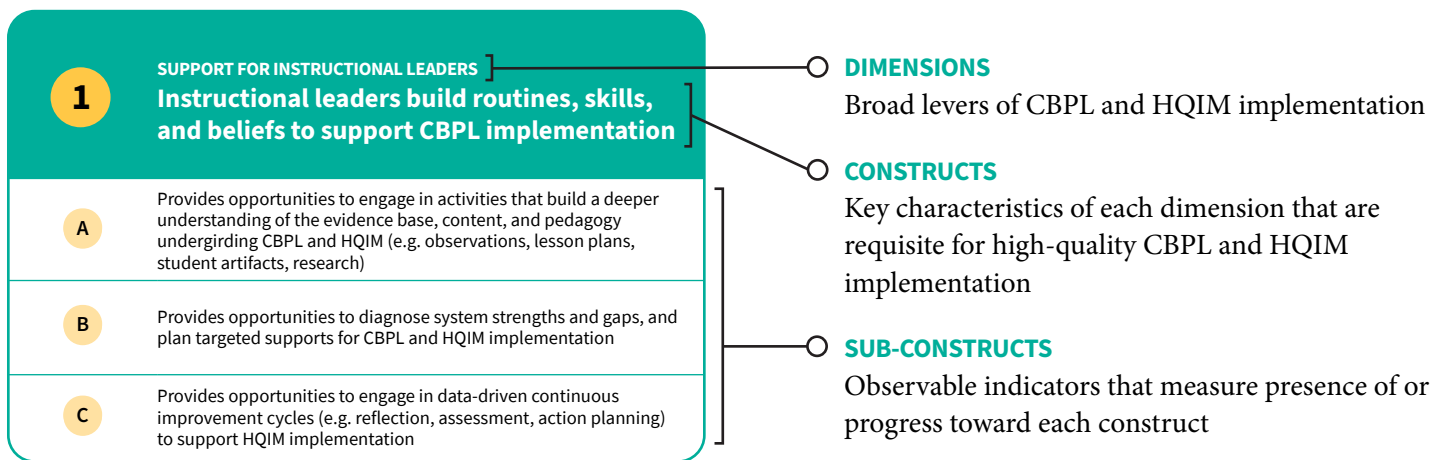 1
SUPPORT FOR INSTRUCTIONAL LEADERS
Instructional leaders build routines, skills,
and beliefs to support CBPL implementation
A
Provides opportunities to engage in activities that build a deeper
understanding of the evidence base, content, and pedagogy
undergirding CBPL and HQIM (e.g. observations, lesson plans,
student artifacts, research)
B
Provides opportunities to diagnose system strengths and gaps, and
plan targeted supports for CBPL and HQIM implementation
C
Provides opportunities to engage in data-driven continuous
improvement cycles (e.g. reflection, assessment, action planning)
to support HQIM implementation
DIMENSIONS
Broad levers of CBPL and HQIM implementation
CONSTRUCTS
Key characteristics of each dimension that are
requisite for high-quality CBPL and HQIM
implementation
SUB-CONSTRUCTS
Observable indicators that measure presence of or
progress toward each construct